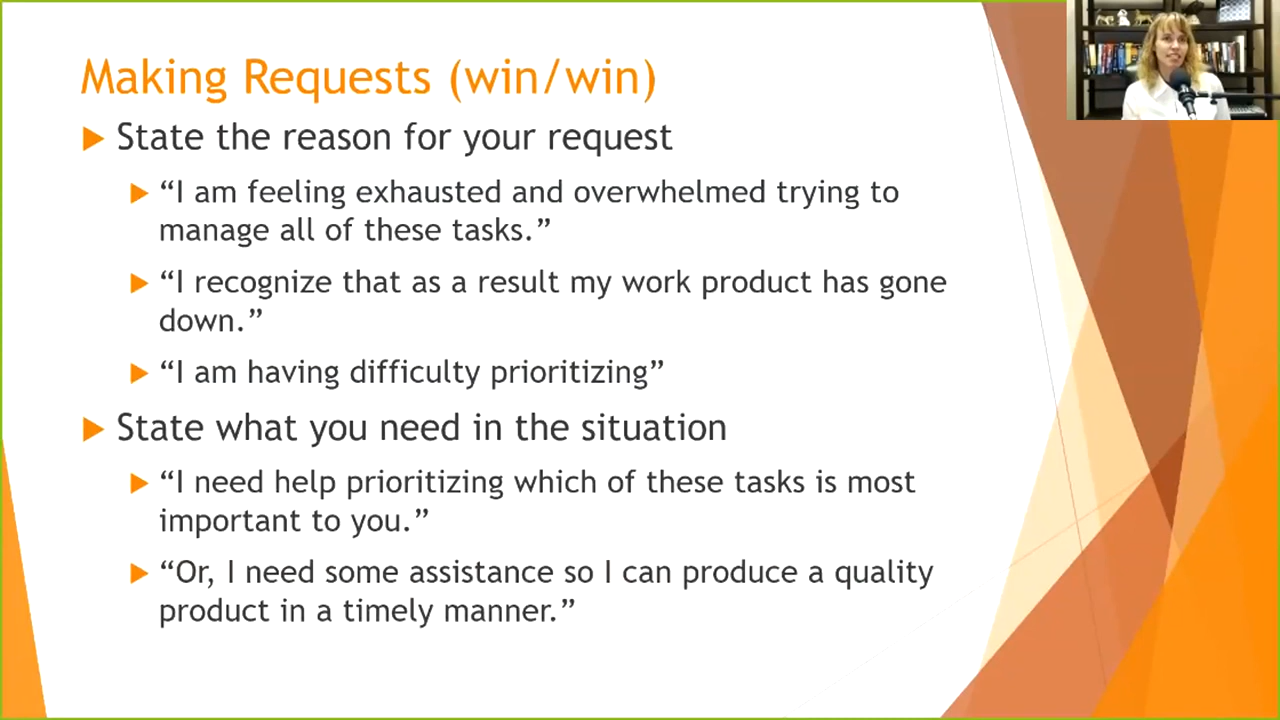 Making Requests (win/win)
State the reason for your request
“I am feeling exhausted and overwhelmed trying to
manage all of these tasks.”
“I recognize that as a result my work product has gone
down.”
“I am having difficulty prioritizing”
State what you need in the situation
“I need help prioritizing which of these tasks is most
important to you.”
“Or, I need some assistance so I can produce a quality
product in a timely manner.”